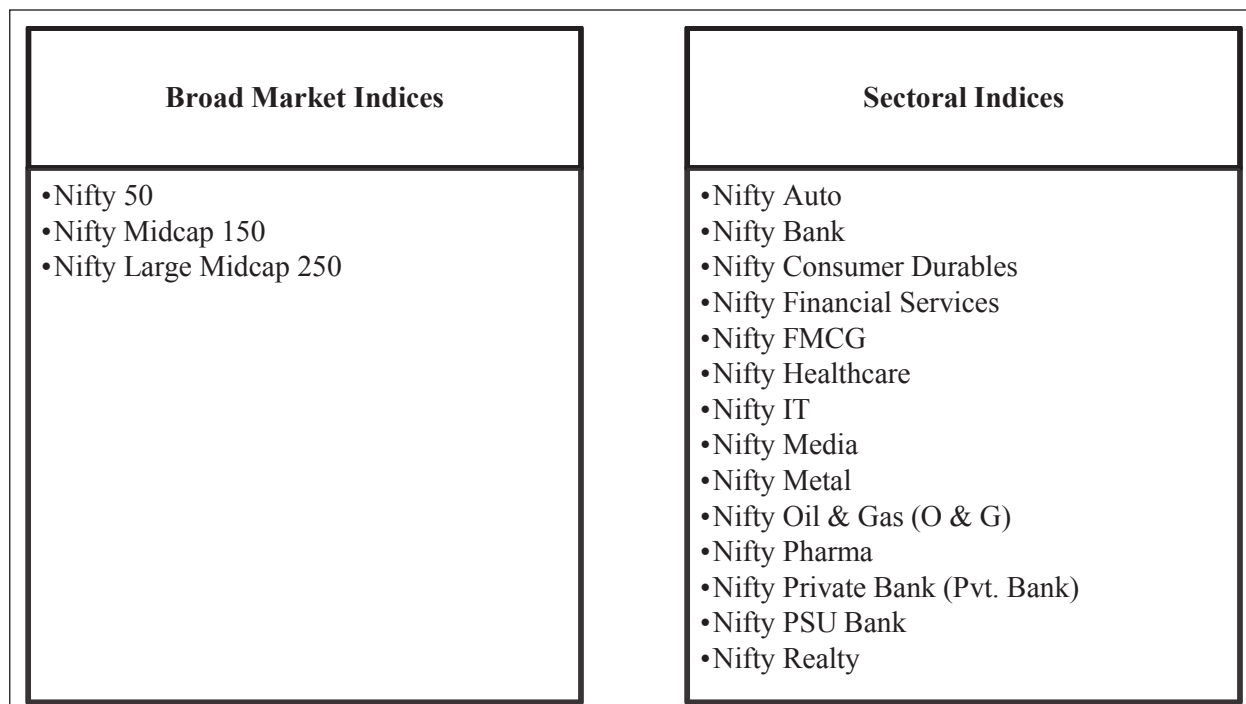 Broad Market Indices
•Nifty 50
•Nifty Midcap 150
•Nifty Large Midcap 250
Sectoral Indices
•Nifty Auto
•Nifty Bank
•Nifty Consumer Durables
•Nifty Financial Services
•Nifty FMCG
•Nifty Healthcare
•Nifty IT
•Nifty Media
•Nifty Metal
•Nifty Oil & Gas (O & G)
•Nifty Pharma
•Nifty Private Bank (Pvt. Bank)
•Nifty PSU Bank
•Nifty Realty